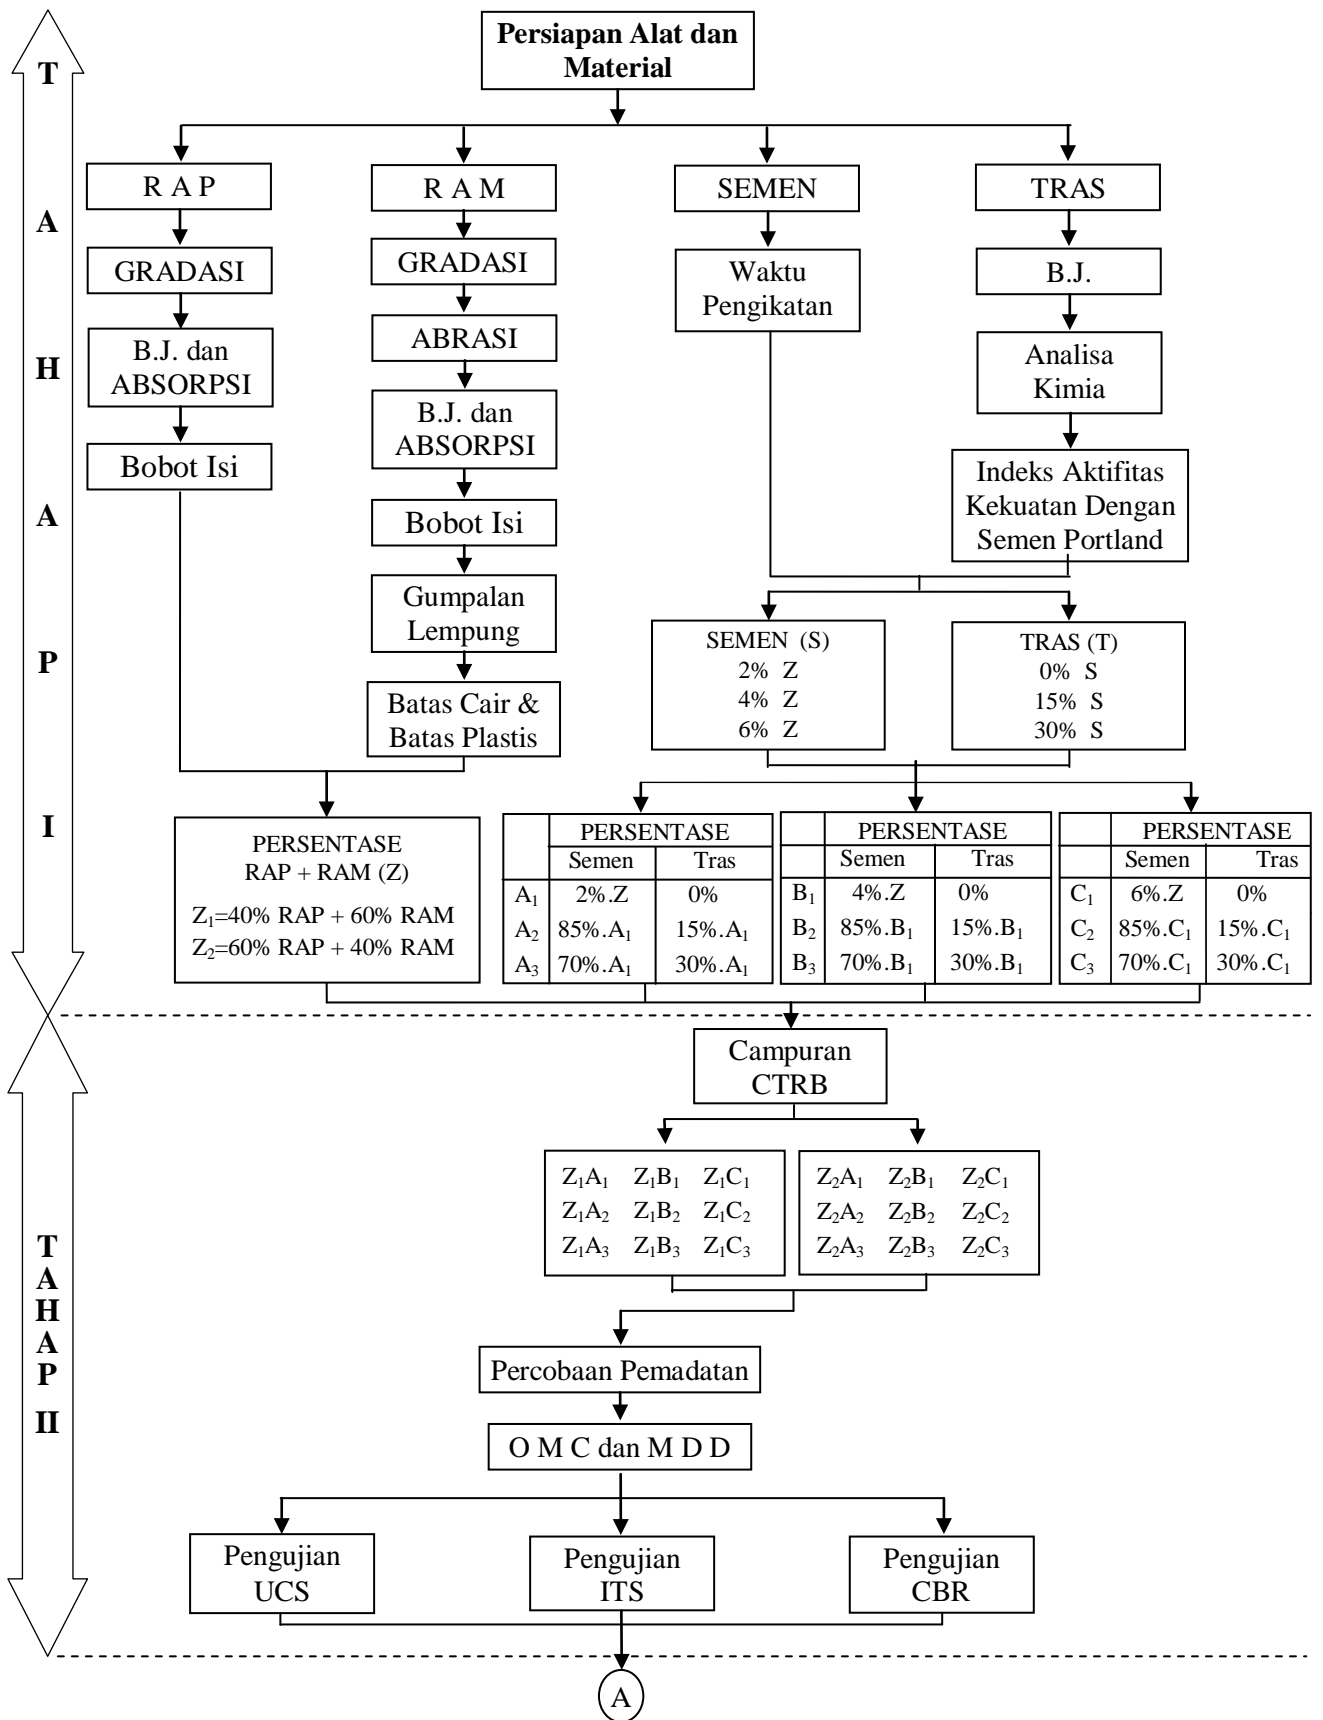 Persiapan Alat dan
Material
T
A
H
A
P
I
R A P
GRADASI
B.J. dan
ABSORPSI
Bobot Isi
R A M
GRADASI
ABRASI
B.J. dan
ABSORPSI
Bobot Isi
Gumpalan
Lempung
Batas Cair &
Batas Plastis
SEMEN
Waktu
Pengikatan
TRAS
B.J.
Analisa
Kimia
Indeks Aktifitas
Kekuatan Dengan
Semen Portland
SEMEN (S)
2% Z
4% Z
6% Z
TRAS (T)
0% S
15% S
30% S
PERSENTASE
RAP + RAM (Z)
Z₁=40% RAP + 60% RAM
Z₂=60% RAP + 40% RAM
PERSENTASE
Semen Tras
A₁ 2%.Z 0%
A₂ 85%.A₁ 15%.A₁
A₃ 70%.A₁ 30%.A₁
PERSENTASE
Semen Tras
B₁ 4%.Z 0%
B₂ 85%.B₁ 15%.B₁
B₃ 70%.B₁ 30%.B₁
PERSENTASE
Semen Tras
C₁ 6%.Z 0%
C₂ 85%.C₁ 15%.C₁
C₃ 70%.C₁ 30%.C₁
T
A
H
A
P
II
Campuran
CTRB
Z₁A₁ Z₁B₁ Z₁C₁
Z₁A₂ Z₁B₂ Z₁C₂
Z₁A₃ Z₁B₃ Z₁C₃
Z₂A₁ Z₂B₁ Z₂C₁
Z₂A₂ Z₂B₂ Z₂C₂
Z₂A₃ Z₂B₃ Z₂C₃
Percobaan Pemadatan
O M C dan M D D
Pengujian
UCS
Pengujian
ITS
Pengujian
CBR
A